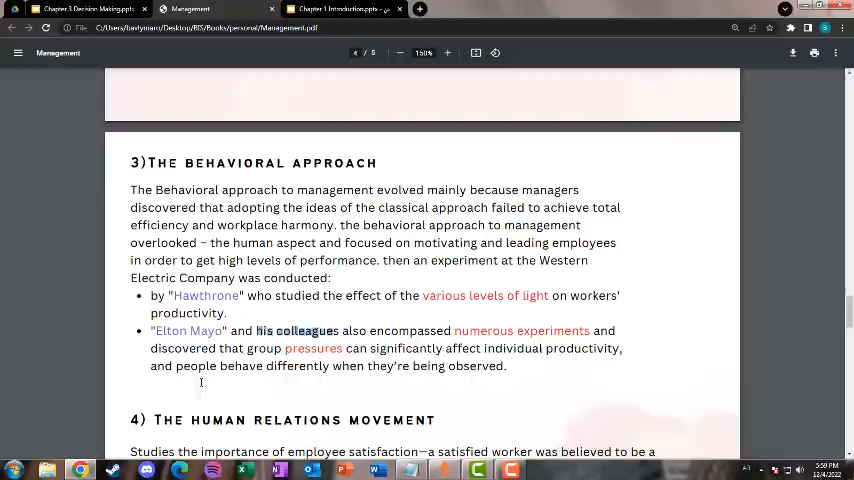 Chapter 3 Decision Making.pptx
Management
Chapter 1 Introduction.pptx
File
C:/Users/bavlymaro/Desktop/BIS/Books/personal/Management.pdf
Management
4 / 5
150%
3)THE BEHAVIORAL APPROACH
The Behavioral approach to management evolved mainly because managers
discovered that adopting the ideas of the classical approach failed to achieve total
efficiency and workplace harmony. the behavioral approach to management
overlooked – the human aspect and focused on motivating and leading employees
in order to get high levels of performance. then an experiment at the Western
Electric Company was conducted:
• by "Hawthrone" who studied the effect of the various levels of light on workers'
productivity.
• "Elton Mayo" and his colleagues also encompassed numerous experiments and
discovered that group pressures can significantly affect individual productivity,
and people behave differently when they're being observed.
4) THE HUMAN RELATIONS MOVEMENT
Studies the importance of employee satisfaction—a satisfied worker was believed to be a
5:59 PM
12/4/2022